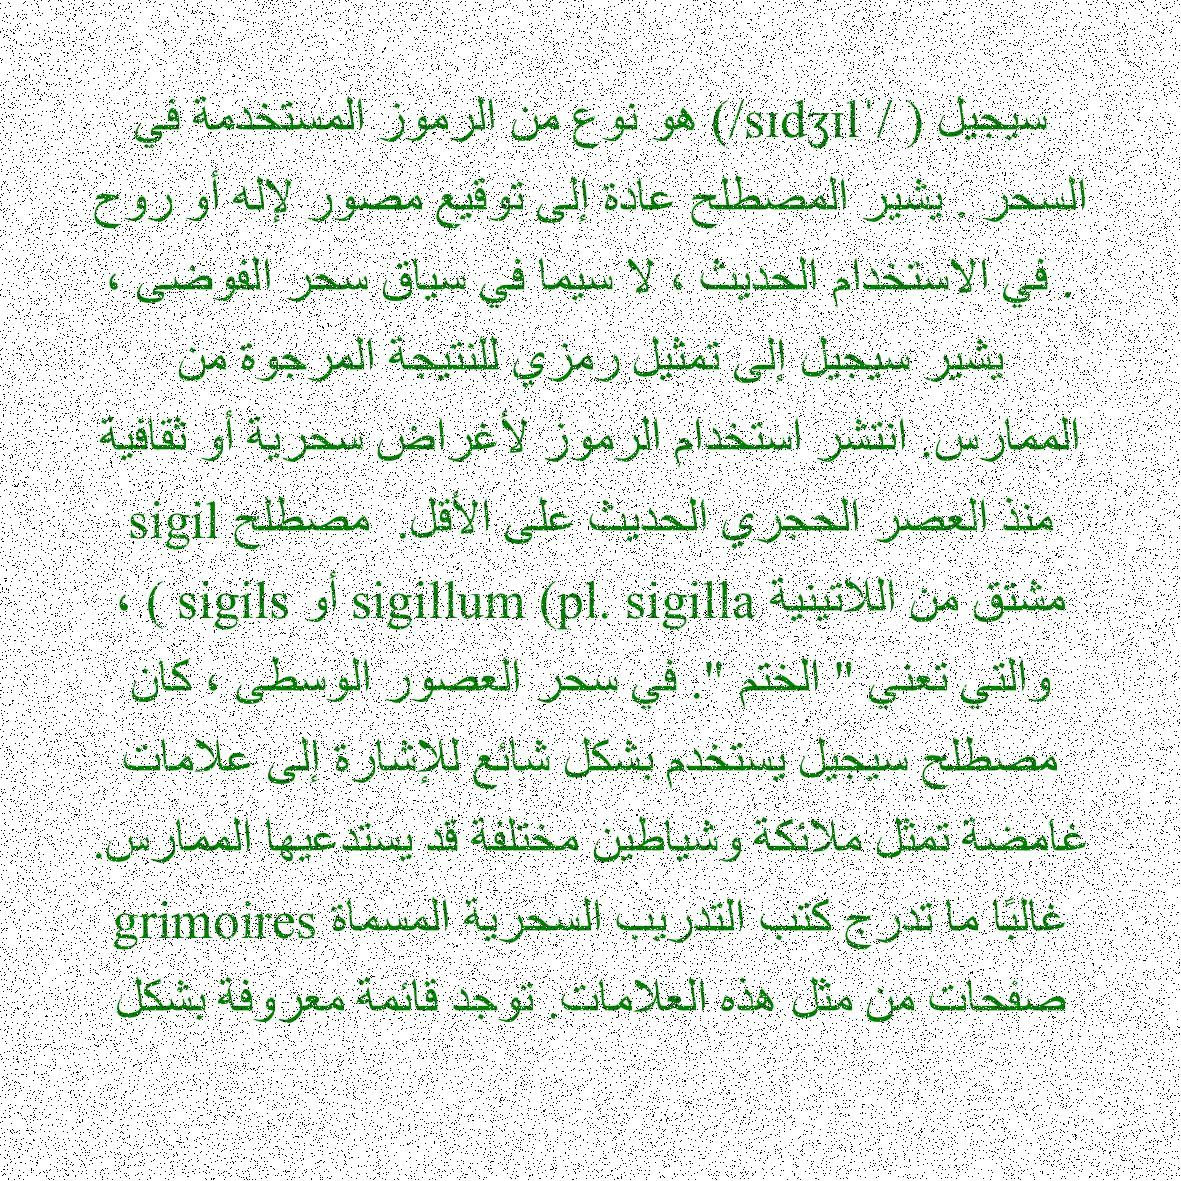 سيجيل ( /ˈsɪdʒɪl/) هو نوع من الرموز المستخدمة في
السحر . يشير المصطلح عادة إلى توقيع مصور لإله أو روح
. في الاستخدام الحديث ، لا سيما في سياق سحر الفوضى ،
يشير سيجيل إلى تمثيل رمزي للنتيجة المرجوة من
الممارس. انتشر استخدام الرموز لأغراض سحرية أو ثقافية
منذ العصر الحجري الحديث على الأقل. مصطلح sigil
مشتق من اللاتينية sigillum (pl. sigilla أو sigils ) ،
والتي تعني " الختم ". في سحر العصور الوسطى ، كان
مصطلح سيجيل يستخدم بشكل شائع للإشارة إلى علامات
غامضة تمثل ملائكة وشياطين مختلفة قد يستدعيها الممارس.
غالبًا ما تدرج كتب التدريب السحرية المسماة grimoires
صفحات من مثل هذه العلامات. توجد قائمة معروفة بشكل